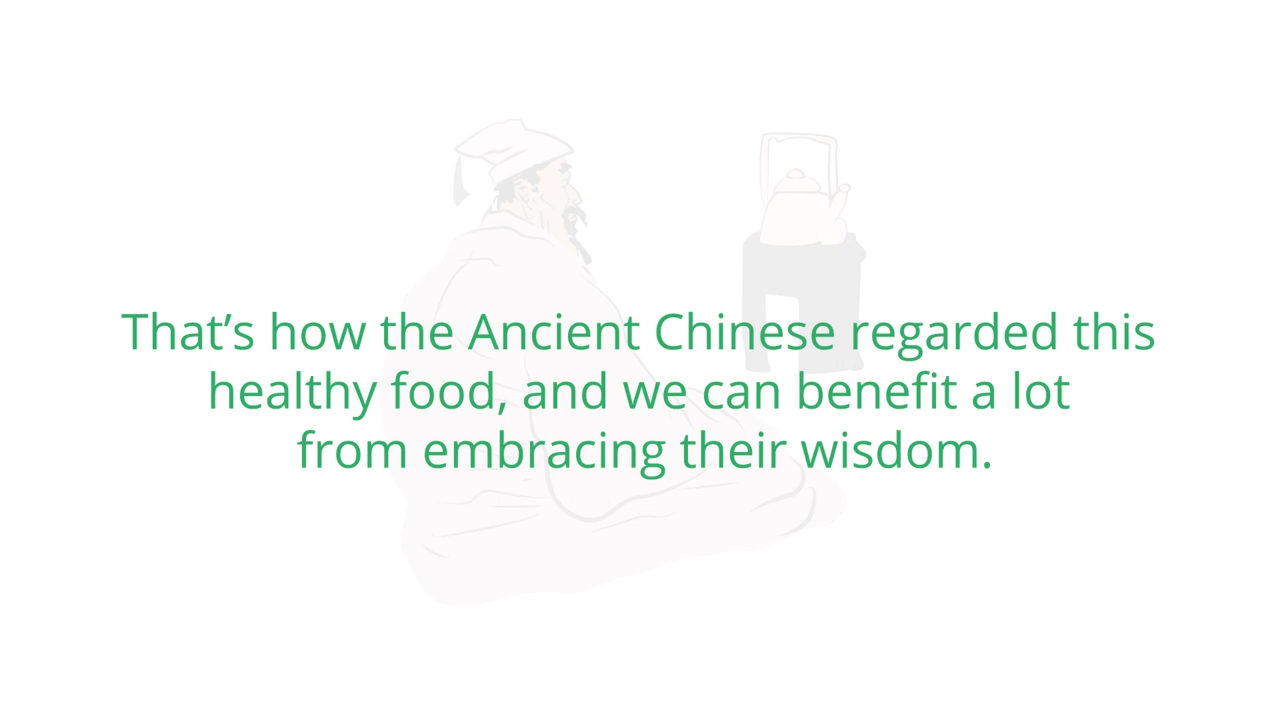 That’s how the Ancient Chinese regarded this
healthy food, and we can benefit a lot
from embracing their wisdom.